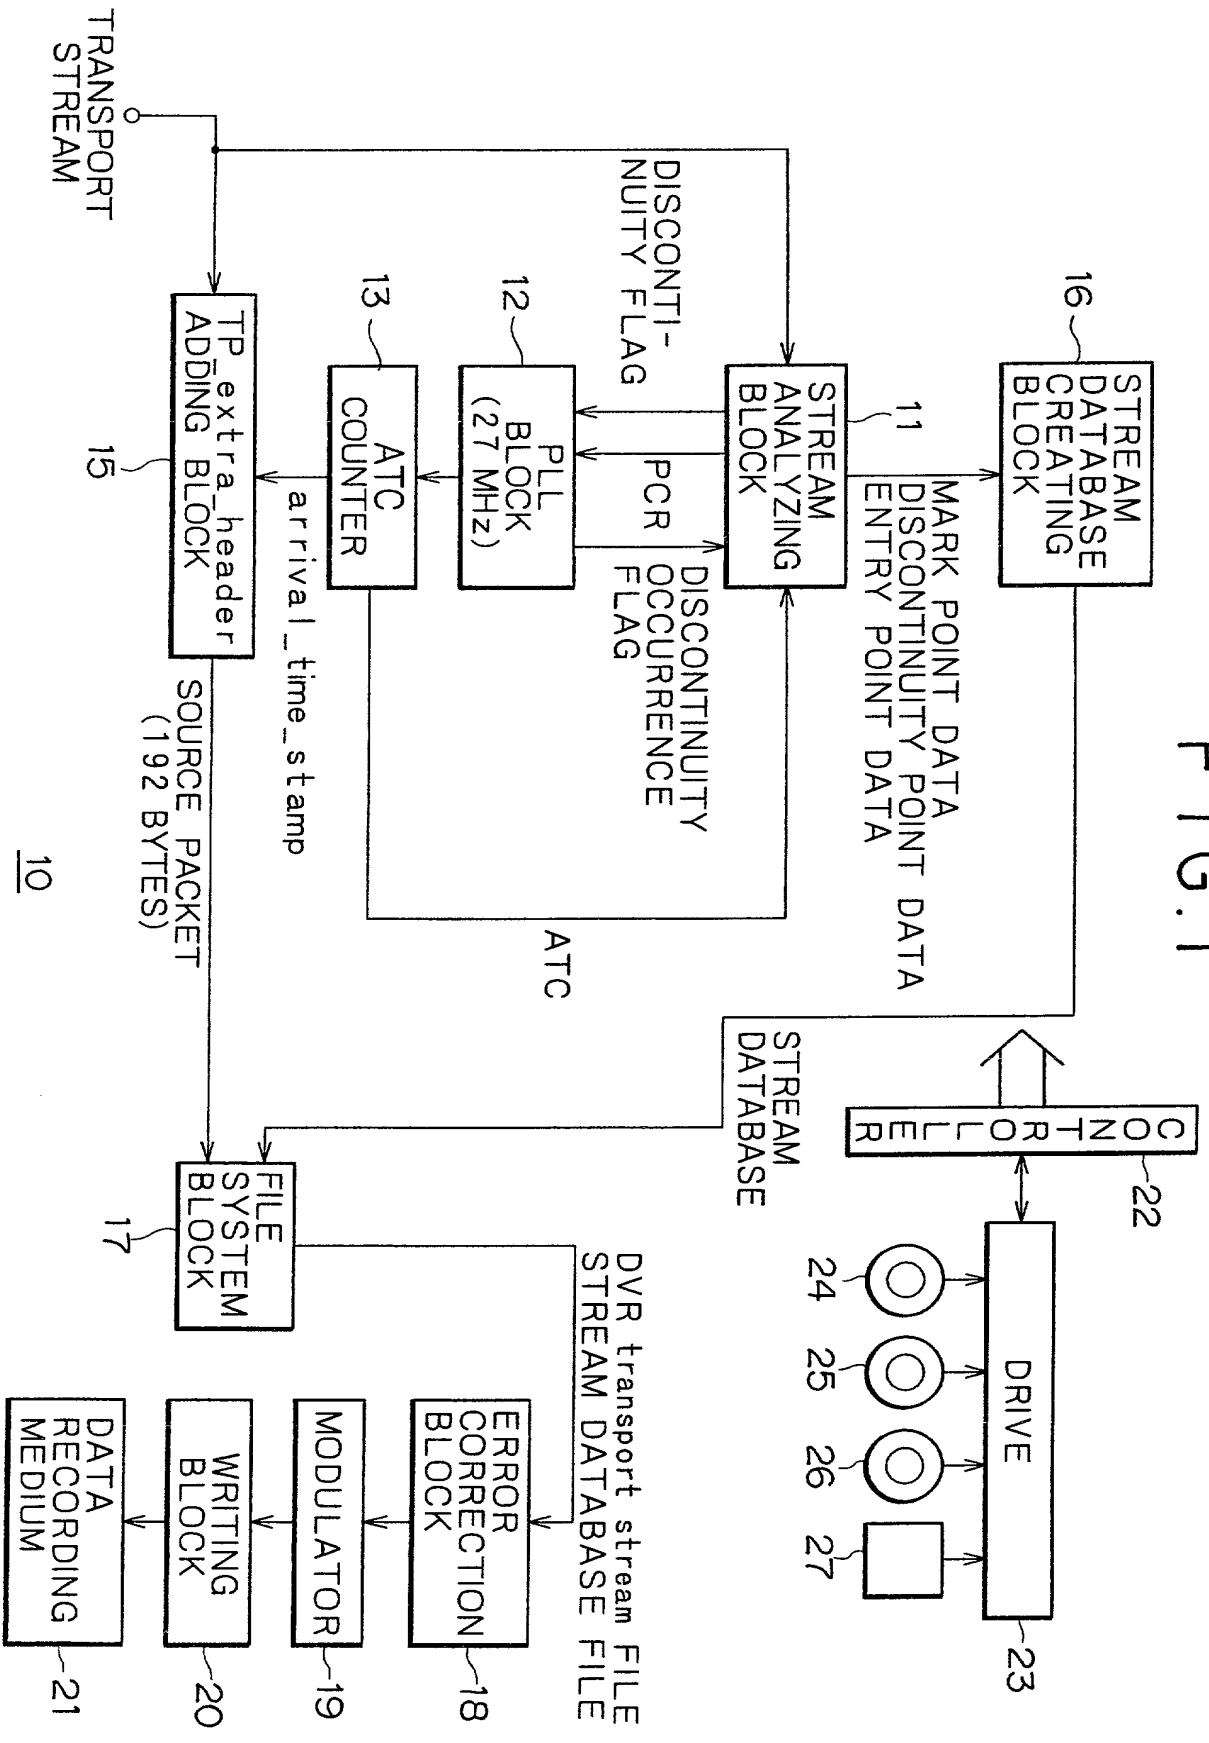 FIG. 1
16
STREAM
DATABASE
CREATING
BLOCK
MARK POINT DATA
DISCONTINUITY POINT DATA
ENTRY POINT DATA
11
STREAM
ANALYZING
BLOCK
DISCONTI-
NUITY FLAG
PCR
DISCONTINUITY
OCCURRENCE
FLAG
12
PLL
BLOCK
(27 MHz)
ATC
13
ATC
COUNTER
arrival_time_stamp
TP_extra_header
ADDING BLOCK
15
TRANSPORT
STREAM
SOURCE PACKET
(192 BYTES)
10
STREAM
DATABASE
CONTROLLER
22
DRIVE
23
24
25
26
27
FILE
SYSTEM
BLOCK
17
DVR transport stream FILE
STREAM DATABASE FILE
ERROR
CORRECTION
BLOCK
18
MODULATOR
19
WRITING
BLOCK
20
DATA
RECORDING
MEDIUM
21